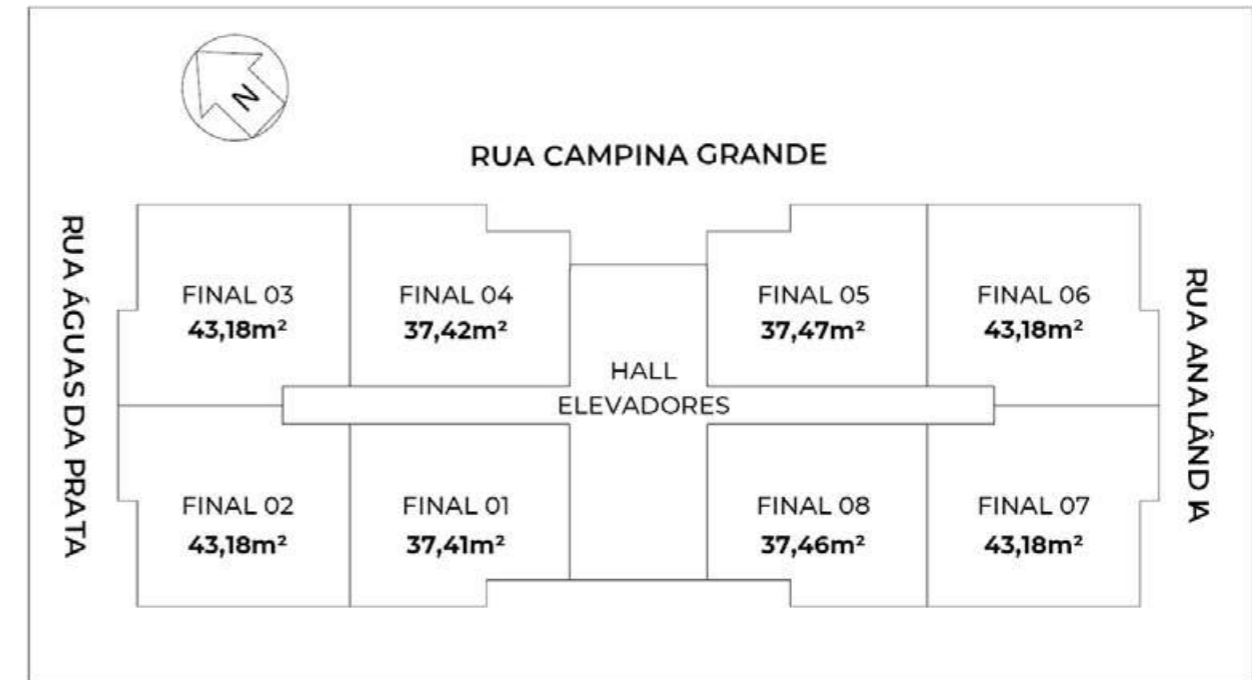 N
RUA CAMPINA GRANDE
RUA ÁGUAS DA PRATA
FINAL 03
43,18m²
FINAL 04
37,42m²
FINAL 05
37,47m²
FINAL 06
43,18m²
RUA ANALÂNDIA
HALL
ELEVADORES
FINAL 02
43,18m²
FINAL 01
37,41m²
FINAL 08
37,46m²
FINAL 07
43,18m²